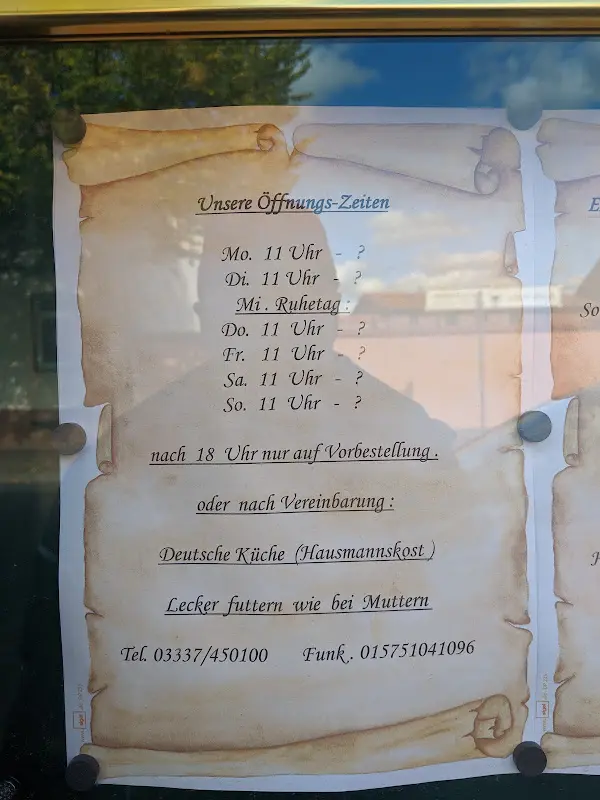 Unsere Öffnungs-Zeiten
Mo. 11 Uhr - ?
Di. 11 Uhr - ?
Mi . Ruhetag :
Do. 11 Uhr - ?
Fr. 11 Uhr - ?
Sa. 11 Uhr - ?
So. 11 Uhr - ?
nach 18 Uhr nur auf Vorbestellung .
oder nach Vereinbarung :
Deutsche Küche (Hausmannskost )
Lecker futtern wie bei Muttern
Tel. 03337/450100 Funk . 015751041096
So